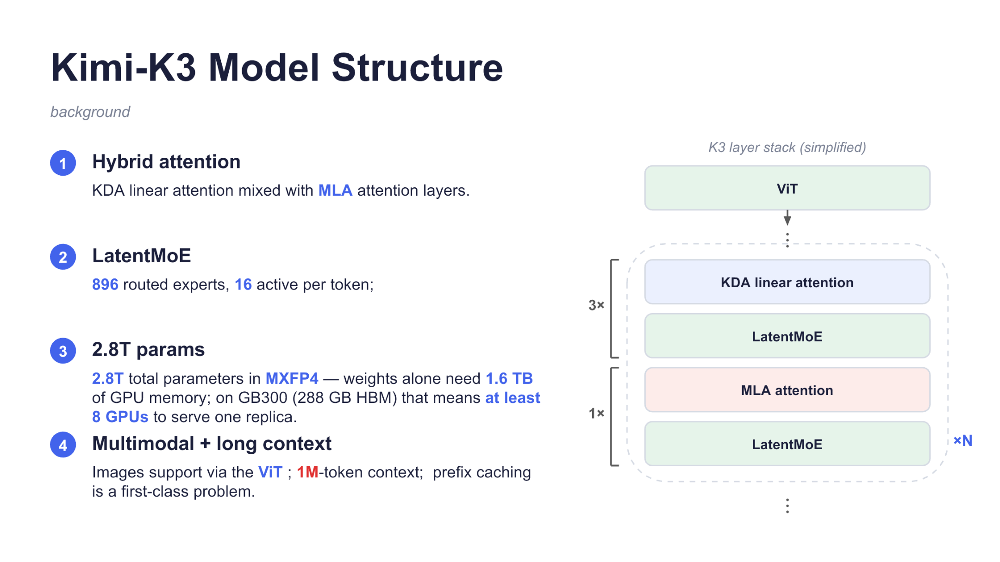 Kimi-K3 Model Structure
background
1
Hybrid attention
KDA linear attention mixed with MLA attention layers.
2
LatentMoE
896 routed experts, 16 active per token;
3
2.8T params
2.8T total parameters in MXFP4 — weights alone need 1.6 TB
of GPU memory; on GB300 (288 GB HBM) that means at least
8 GPUs to serve one replica.
4
Multimodal + long context
Images support via the ViT ; 1M-token context;  prefix caching
is a first-class problem.
K3 layer stack (simplified)
ViT
⋮
3×
KDA linear attention
LatentMoE
1×
MLA attention
LatentMoE
×N
⋮